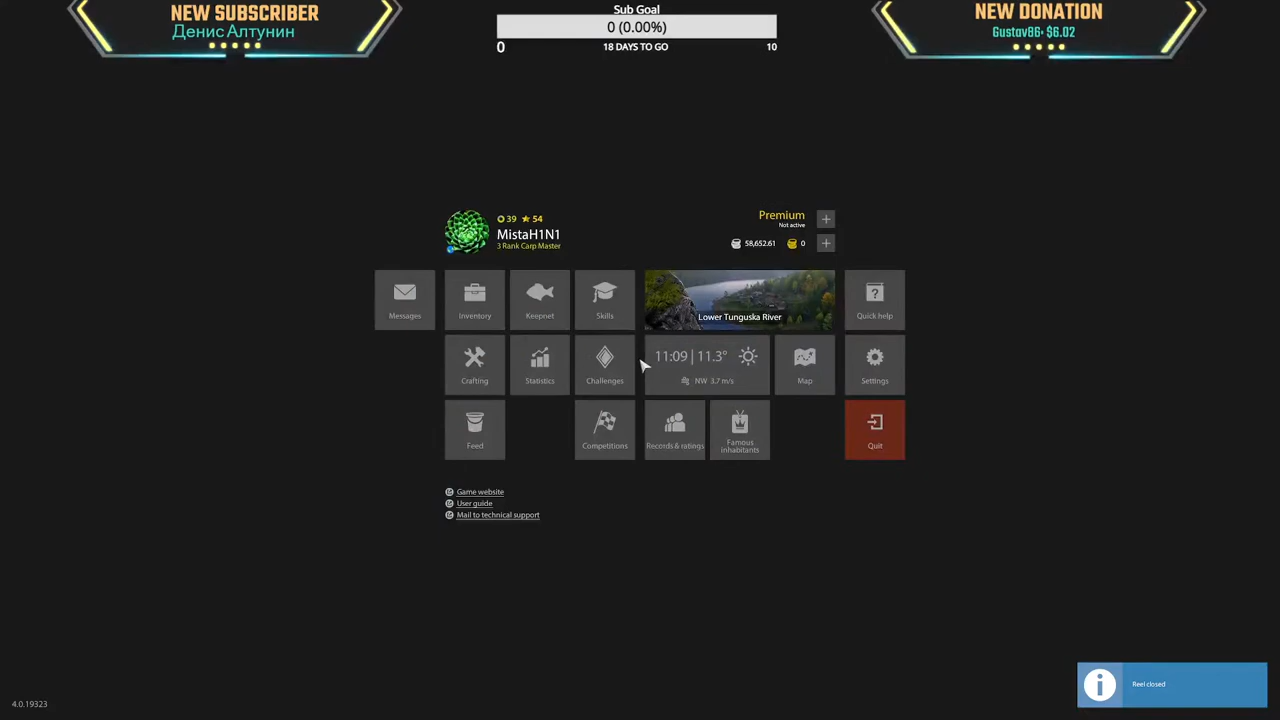 NEW SUBSCRIBER
Денис Алтунин
Sub Goal
0 (0.00%)
0
18 DAYS TO GO
10
NEW DONATION
Gustav86• $6.02
39 54
MistaH1N1
3 Rank Carp Master
Premium
Not active
58,652.61 0
Messages
Inventory
Keepnet
Skills
Lower Tunguska River
Quick help
Crafting
Statistics
Challenges
11:09 | 11.3°
NW 3.7 m/s
Map
Settings
Feed
Competitions
Records & ratings
Famous
inhabitants
Quit
Game website
User guide
Mail to technical support
Reel closed
4.0.19323